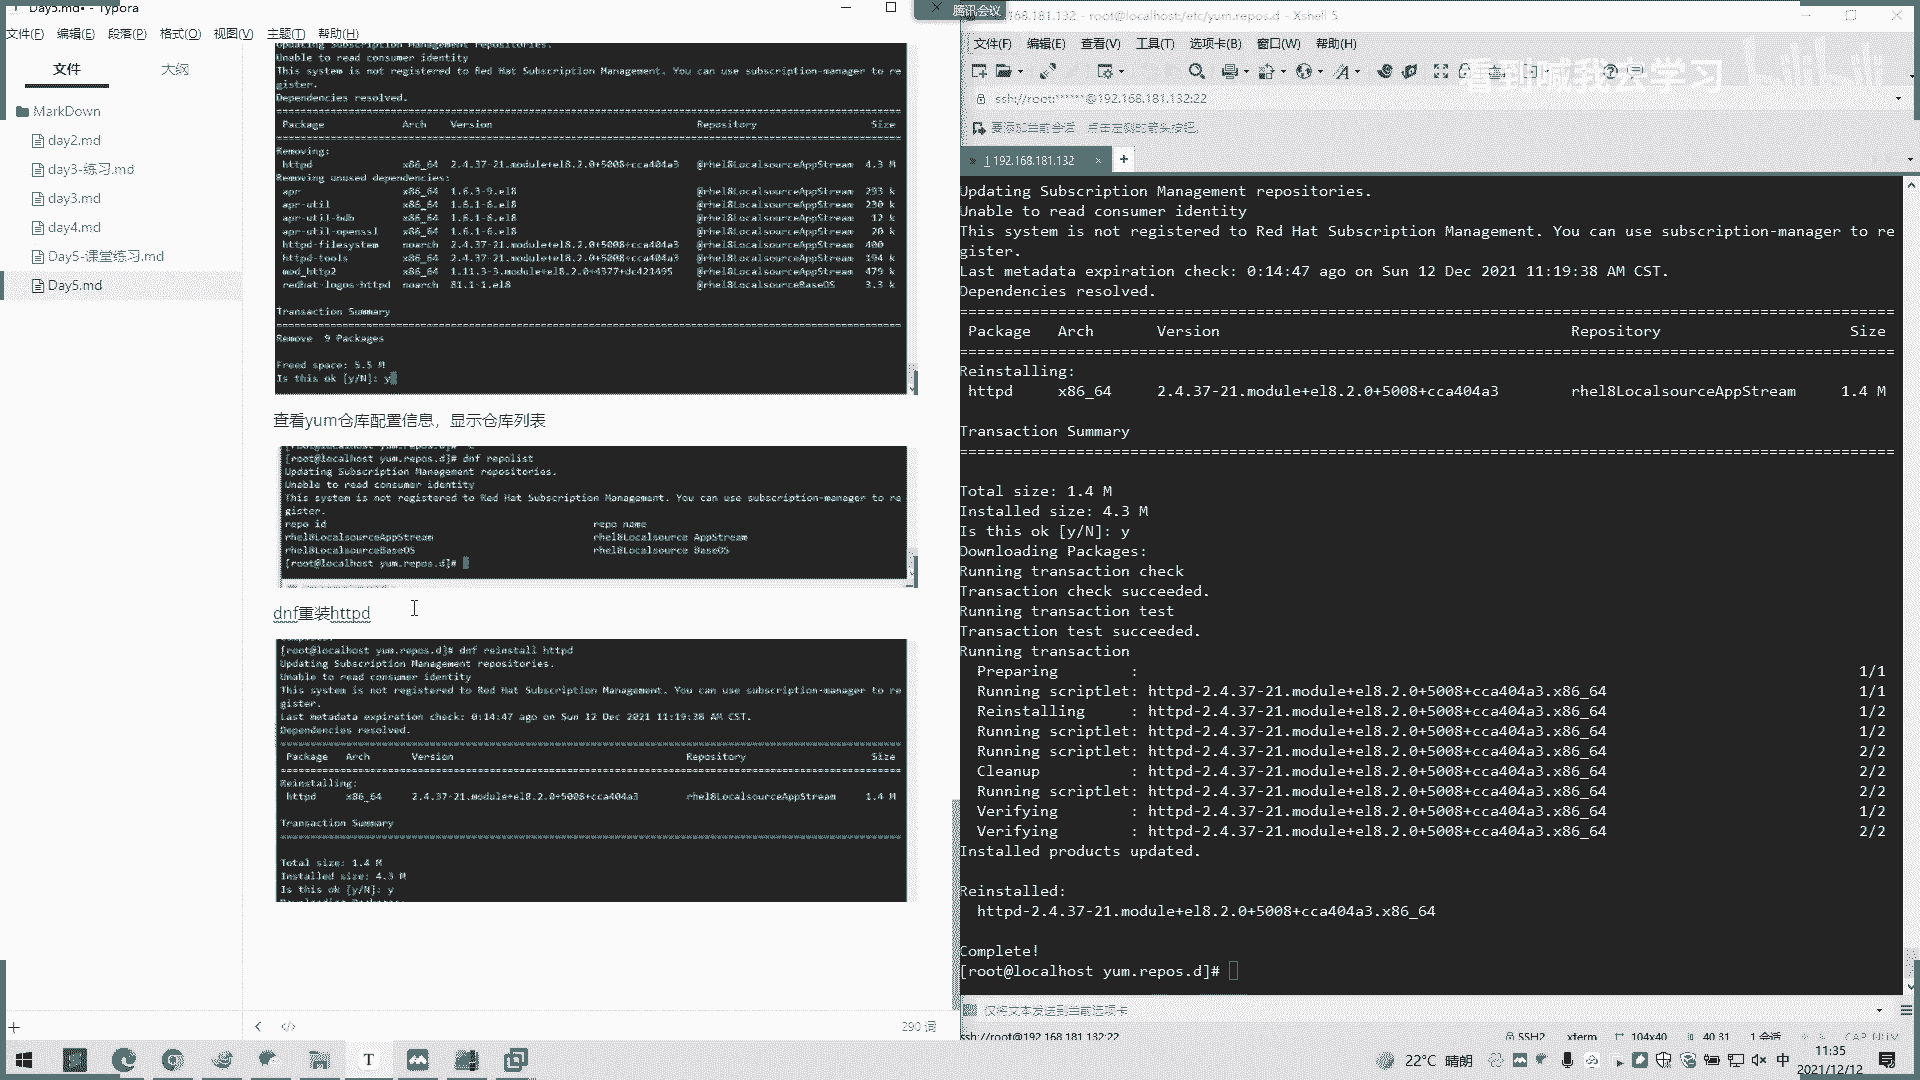 Day5.md• - Typora
腾讯会议
192.168.181.132 - root@localhost:/etc/yum.repos.d - Xshell 5
文件(F) 编辑(E) 段落(P) 格式(O) 视图(V) 主题(T) 帮助(H)
文件 大纲
MarkDown
day2.md
day3-练习.md
day3.md
day4.md
Day5-课堂练习.md
Day5.md
Updating Subscription Management repositories.
Unable to read consumer identity
This system is not registered to Red Hat Subscription Management. You can use subscription-manager to re
gister.
Dependencies resolved.
Package Arch Version Repository Size
Removing:
httpd x86_64 2.4.37-21.module+el8.2.0+5008+cca404a3 @rhel8LocalsourceAppStream 4.3 M
Removing unused dependencies:
apr x86_64 1.6.3-9.el8 @rhel8LocalsourceAppStream 293 k
apr-util x86_64 1.6.1-6.el8 @rhel8LocalsourceAppStream 230 k
apr-util-bdb x86_64 1.6.1-6.el8 @rhel8LocalsourceAppStream 12 k
apr-util-openssl x86_64 1.6.1-6.el8 @rhel8LocalsourceAppStream 20 k
httpd-filesystem noarch 2.4.37-21.module+el8.2.0+5008+cca404a3 @rhel8LocalsourceAppStream 400
httpd-tools x86_64 2.4.37-21.module+el8.2.0+5008+cca404a3 @rhel8LocalsourceAppStream 194 k
mod_http2 x86_64 1.11.3-3.module+el8.2.0+4377+dc421495 @rhel8LocalsourceAppStream 479 k
redhat-logos-httpd noarch 81.1-1.el8 @rhel8LocalsourceBaseOS 3.3 k
Transaction Summary
Remove 9 Packages
Freed space: 5.5 M
Is this ok [y/N]: y
查看yum仓库配置信息，显示仓库列表
[root@localhost yum.repos.d]# dnf repolist
Updating Subscription Management repositories.
Unable to read consumer identity
This system is not registered to Red Hat Subscription Management. You can use subscription-manager to re
gister.
repo id repo name
rhel8LocalsourceAppStream rhel8Localsource AppStream
rhel8LocalsourceBaseOS rhel8Localsource BaseOS
[root@localhost yum.repos.d]#
dnf重装httpd
[root@localhost yum.repos.d]# dnf reinstall httpd
Updating Subscription Management repositories.
Unable to read consumer identity
This system is not registered to Red Hat Subscription Management. You can use subscription-manager to re
gister.
Last metadata expiration check: 0:14:47 ago on Sun 12 Dec 2021 11:19:38 AM CST.
Dependencies resolved.
Package Arch Version Repository Size
Reinstalling:
httpd x86_64 2.4.37-21.module+el8.2.0+5008+cca404a3 rhel8LocalsourceAppStream 1.4 M
Transaction Summary
Total size: 1.4 M
Installed size: 4.3 M
Is this ok [y/N]: y
Downloading Packages:
290 词
文件(F) 编辑(E) 查看(V) 工具(T) 选项卡(B) 窗口(W) 帮助(H)
看到喊我去学习 bilibili
ssh://root:******@192.168.181.132:22
要添加当前会话，点击左侧的箭头按钮。
1 192.168.181.132
Updating Subscription Management repositories.
Unable to read consumer identity
This system is not registered to Red Hat Subscription Management. You can use subscription-manager to re
gister.
Last metadata expiration check: 0:14:47 ago on Sun 12 Dec 2021 11:19:38 AM CST.
Dependencies resolved.
Package Arch Version Repository Size
Reinstalling:
httpd x86_64 2.4.37-21.module+el8.2.0+5008+cca404a3 rhel8LocalsourceAppStream 1.4 M
Transaction Summary
Total size: 1.4 M
Installed size: 4.3 M
Is this ok [y/N]: y
Downloading Packages:
Running transaction check
Transaction check succeeded.
Running transaction test
Transaction test succeeded.
Running transaction
Preparing : 1/1
Running scriptlet: httpd-2.4.37-21.module+el8.2.0+5008+cca404a3.x86_64 1/1
Reinstalling : httpd-2.4.37-21.module+el8.2.0+5008+cca404a3.x86_64 1/2
Running scriptlet: httpd-2.4.37-21.module+el8.2.0+5008+cca404a3.x86_64 1/2
Running scriptlet: httpd-2.4.37-21.module+el8.2.0+5008+cca404a3.x86_64 2/2
Cleanup : httpd-2.4.37-21.module+el8.2.0+5008+cca404a3.x86_64 2/2
Running scriptlet: httpd-2.4.37-21.module+el8.2.0+5008+cca404a3.x86_64 2/2
Verifying : httpd-2.4.37-21.module+el8.2.0+5008+cca404a3.x86_64 1/2
Verifying : httpd-2.4.37-21.module+el8.2.0+5008+cca404a3.x86_64 2/2
Installed products updated.
Reinstalled:
httpd-2.4.37-21.module+el8.2.0+5008+cca404a3.x86_64
Complete!
[root@localhost yum.repos.d]#
仅将文本发送到当前选项卡
ssh://root@192.168.181.132:22 SSH2 xterm 104x40 40,31 1 会话 CAP NUM
22°C 晴朗 中 11:35
2021/12/12